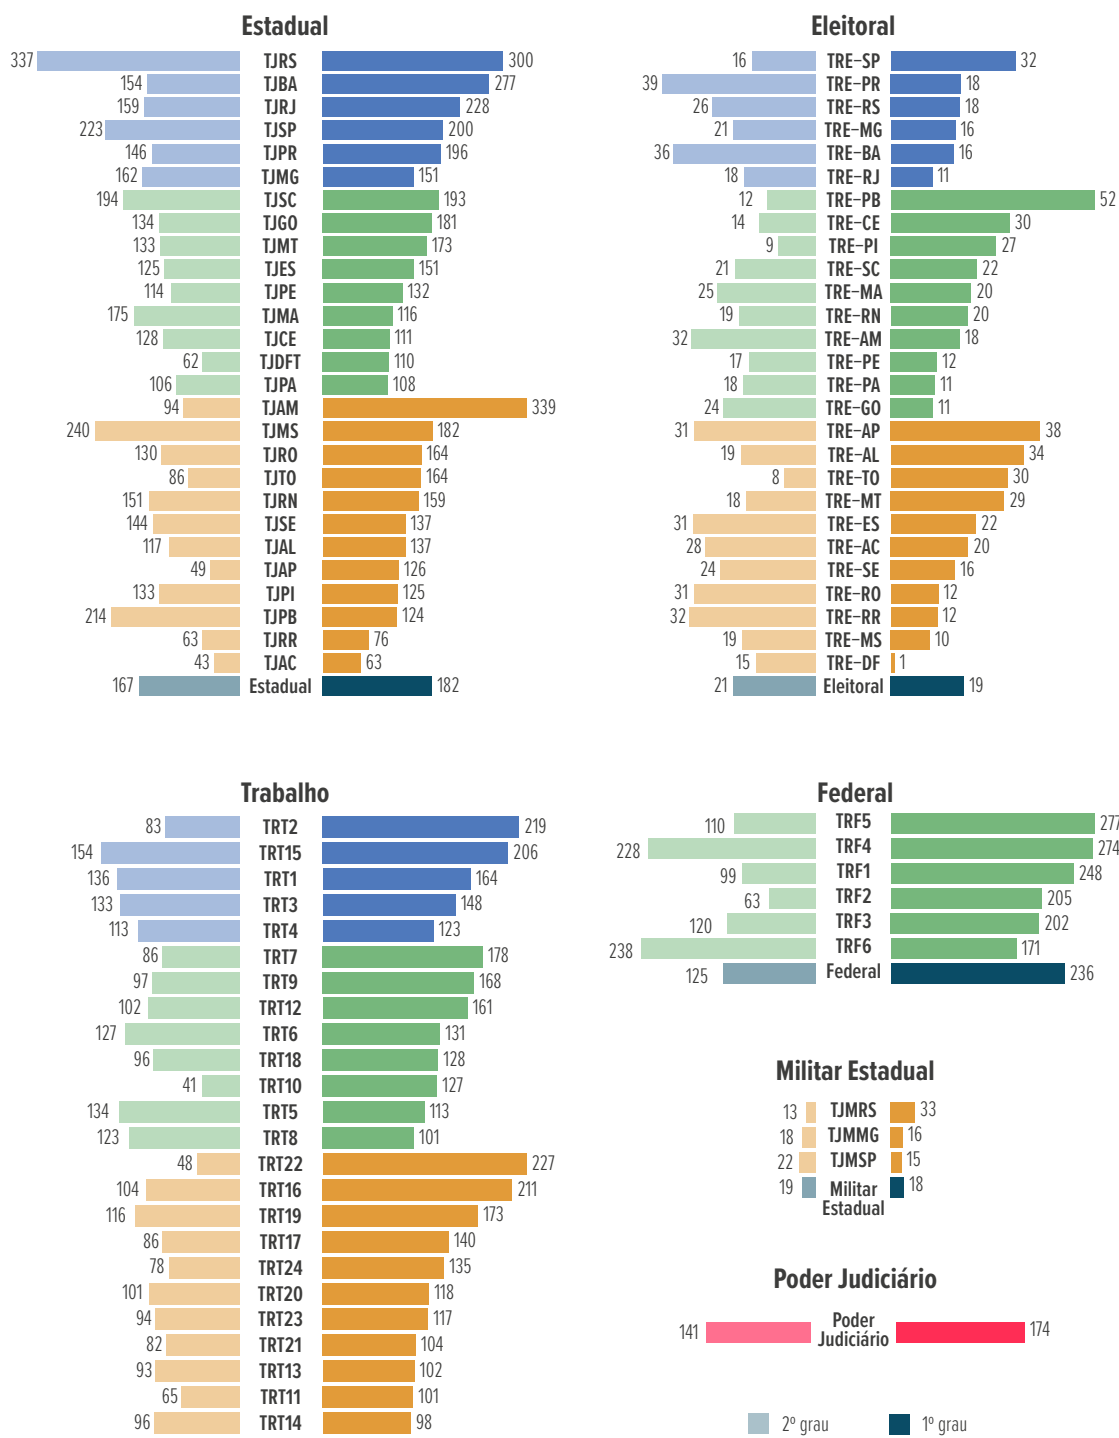 Estadual
337 TJRS 300
154 TJBA 277
159 TJRJ 228
223 TJSP 200
146 TJPR 196
162 TJMG 151
194 TJSC 193
134 TJGO 181
133 TJMT 173
125 TJES 151
114 TJPE 132
175 TJMA 116
128 TJCE 111
62 TJDFT 110
106 TJPA 108
94 TJAM 339
240 TJMS 182
130 TJRO 164
86 TJTO 164
151 TJRN 159
144 TJSE 137
117 TJAL 137
49 TJAP 126
133 TJPI 125
214 TJPB 124
63 TJRR 76
43 TJAC 63
167 Estadual 182
Eleitoral
16 TRE-SP 32
39 TRE-PR 18
26 TRE-RS 18
21 TRE-MG 16
36 TRE-BA 16
18 TRE-RJ 11
12 TRE-PB 52
14 TRE-CE 30
9 TRE-PI 27
21 TRE-SC 22
25 TRE-MA 20
19 TRE-RN 20
32 TRE-AM 18
17 TRE-PE 12
18 TRE-PA 11
24 TRE-GO 11
31 TRE-AP 38
19 TRE-AL 34
8 TRE-TO 30
18 TRE-MT 29
31 TRE-ES 22
28 TRE-AC 20
24 TRE-SE 16
31 TRE-RO 12
32 TRE-RR 12
19 TRE-MS 10
15 TRE-DF 1
21 Eleitoral 19
Trabalho
83 TRT2 219
154 TRT15 206
136 TRT1 164
133 TRT3 148
113 TRT4 123
86 TRT7 178
97 TRT9 168
102 TRT12 161
127 TRT6 131
96 TRT18 128
41 TRT10 127
134 TRT5 113
123 TRT8 101
48 TRT22 227
104 TRT16 211
116 TRT19 173
86 TRT17 140
78 TRT24 135
101 TRT20 118
94 TRT23 117
82 TRT21 104
93 TRT13 102
65 TRT11 101
96 TRT14 98
Federal
110 TRF5 277
228 TRF4 274
99 TRF1 248
63 TRF2 205
120 TRF3 202
238 TRF6 171
125 Federal 236
Militar Estadual
13 TJMRS 33
18 TJMMG 16
22 TJMSP 15
19 Militar 18
Estadual
Poder Judiciário
Poder
141 Judiciário 174
2º grau 1º grau